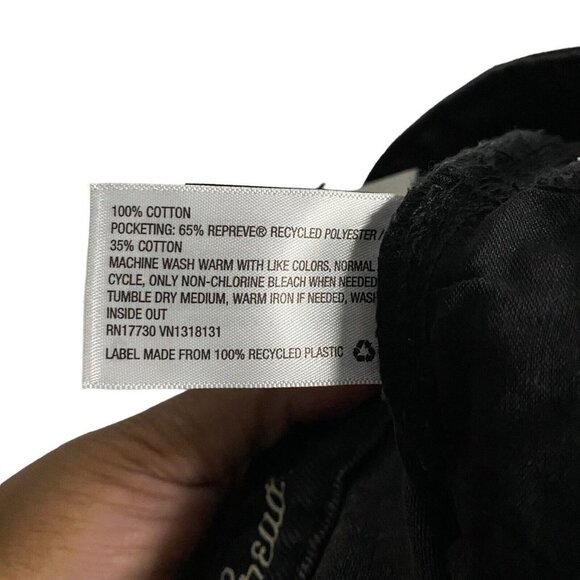 100% COTTON
POCKETING: 65% REPREVE® RECYCLED POLYESTER /
35% COTTON
MACHINE WASH WARM WITH LIKE COLORS, NORMAL
CYCLE, ONLY NON-CHLORINE BLEACH WHEN NEEDED
TUMBLE DRY MEDIUM, WARM IRON IF NEEDED, WASH
INSIDE OUT
RN17730 VN1318131
LABEL MADE FROM 100% RECYCLED PLASTIC